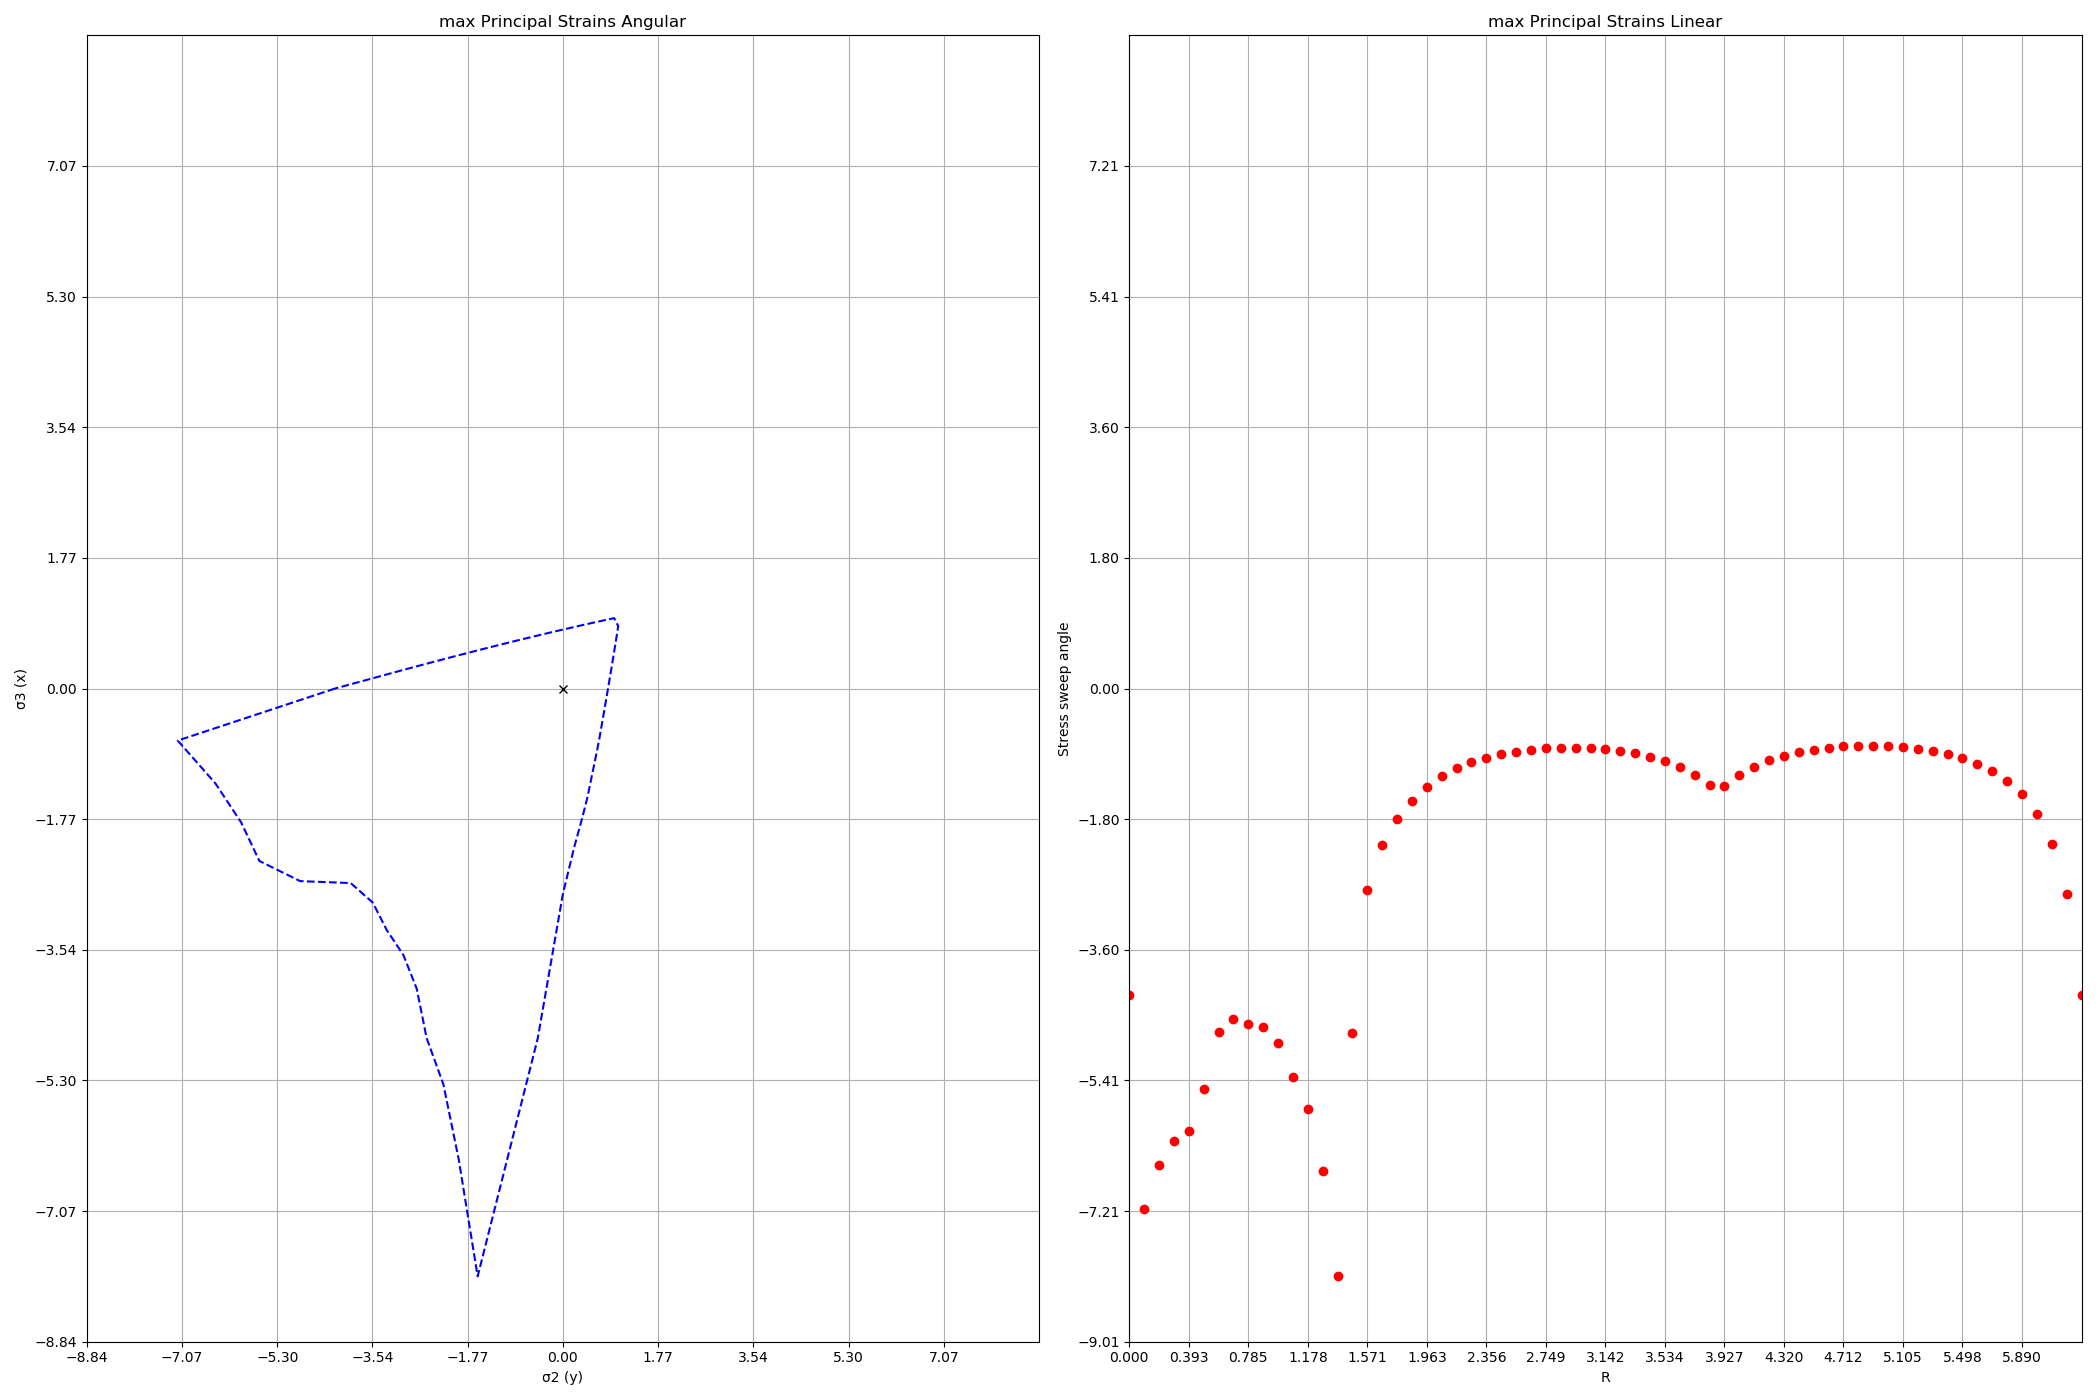 max Principal Strains Angular
7.07
5.30
3.54
1.77
0.00
−1.77
−3.54
−5.30
−7.07
−8.84
σ3 (x)
−8.84 −7.07 −5.30 −3.54 −1.77 0.00 1.77 3.54 5.30 7.07
σ2 (y)
max Principal Strains Linear
7.21
5.41
3.60
1.80
0.00
−1.80
−3.60
−5.41
−7.21
−9.01
Stress sweep angle
0.000 0.393 0.785 1.178 1.571 1.963 2.356 2.749 3.142 3.534 3.927 4.320 4.712 5.105 5.498 5.890
R